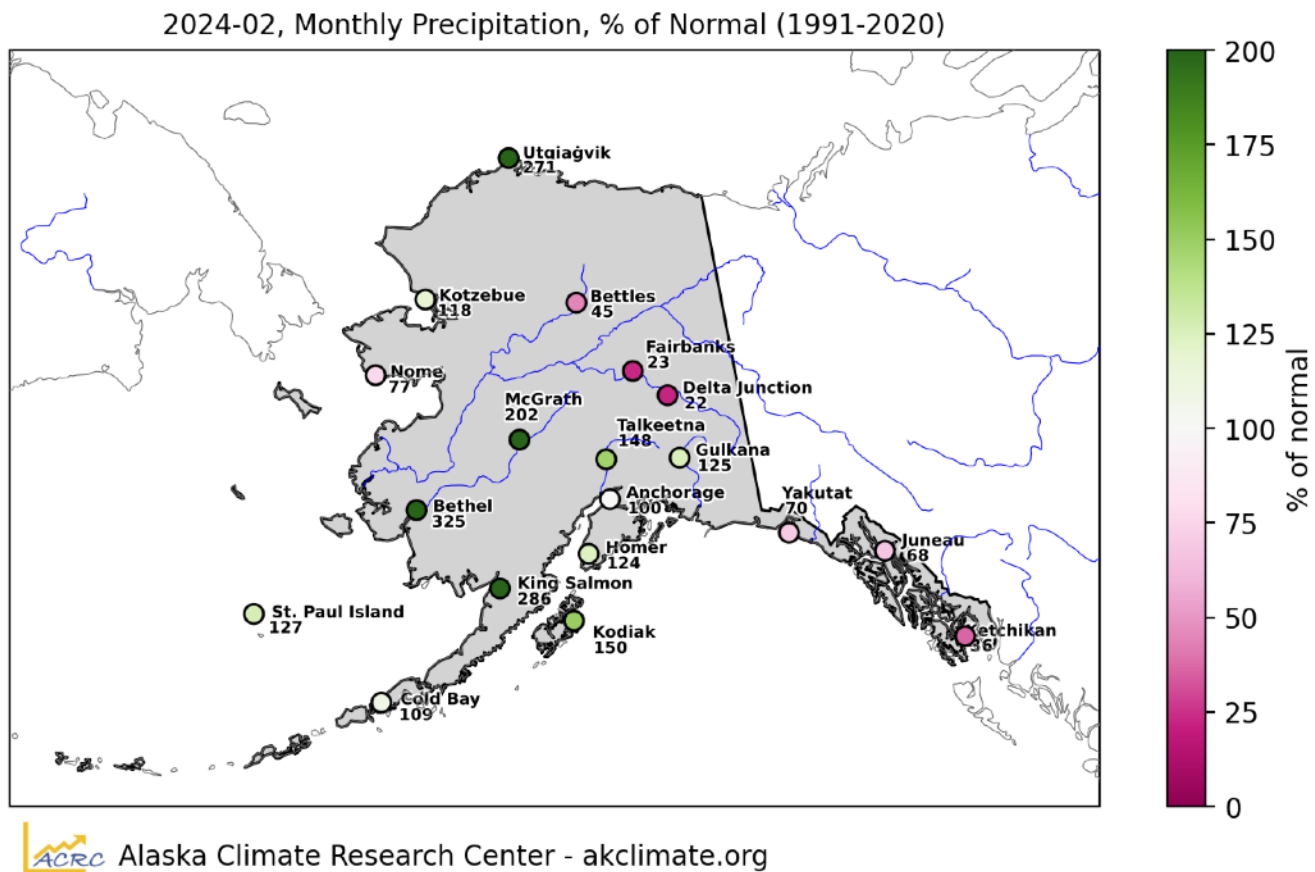 2024-02, Monthly Precipitation, % of Normal (1991-2020)
Utqiaġvik
271
Kotzebue
118
Bettles
45
Nome
77
Fairbanks
23
Delta Junction
22
McGrath
202
Talkeetna
148
Gulkana
125
Bethel
325
Anchorage
100
Yakutat
70
Homer
124
Juneau
68
King Salmon
286
St. Paul Island
127
Kodiak
150
Ketchikan
36
Cold Bay
109
200
175
150
125
100
75
50
25
0
% of normal
ACRC Alaska Climate Research Center - akclimate.org